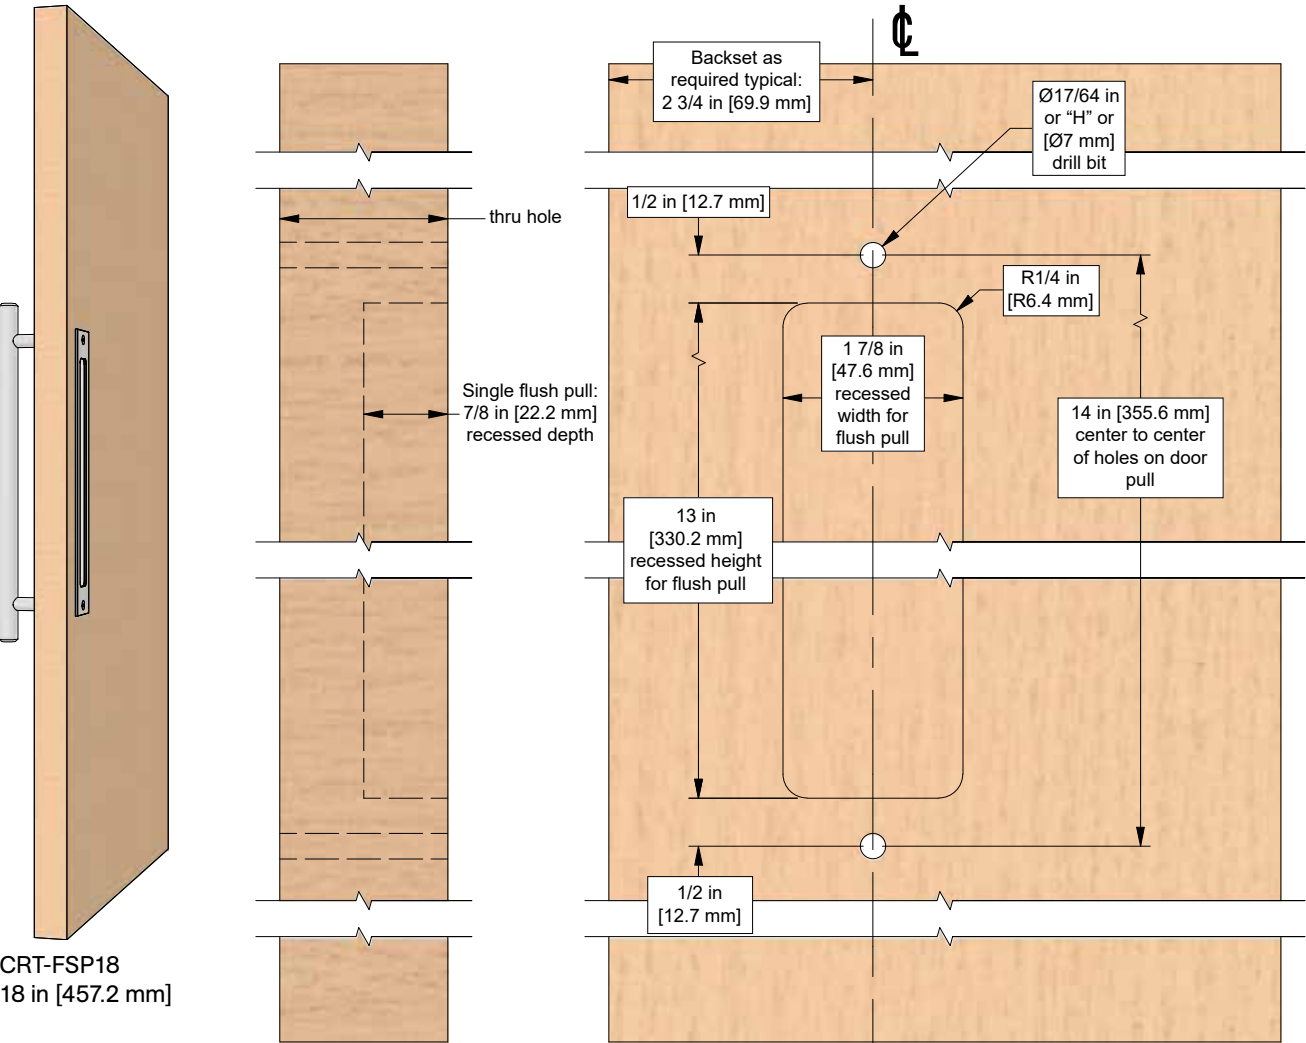 ℄
Backset as
required typical:
2 3/4 in [69.9 mm]
Ø17/64 in
or “H” or
[Ø7 mm]
drill bit
1/2 in [12.7 mm]
thru hole
R1/4 in
[R6.4 mm]
1 7/8 in
[47.6 mm]
recessed
width for
flush pull
Single flush pull:
7/8 in [22.2 mm]
recessed depth
14 in [355.6 mm]
center to center
of holes on door
pull
13 in
[330.2 mm]
recessed height
for flush pull
1/2 in
[12.7 mm]
CRT-FSP18
18 in [457.2 mm]